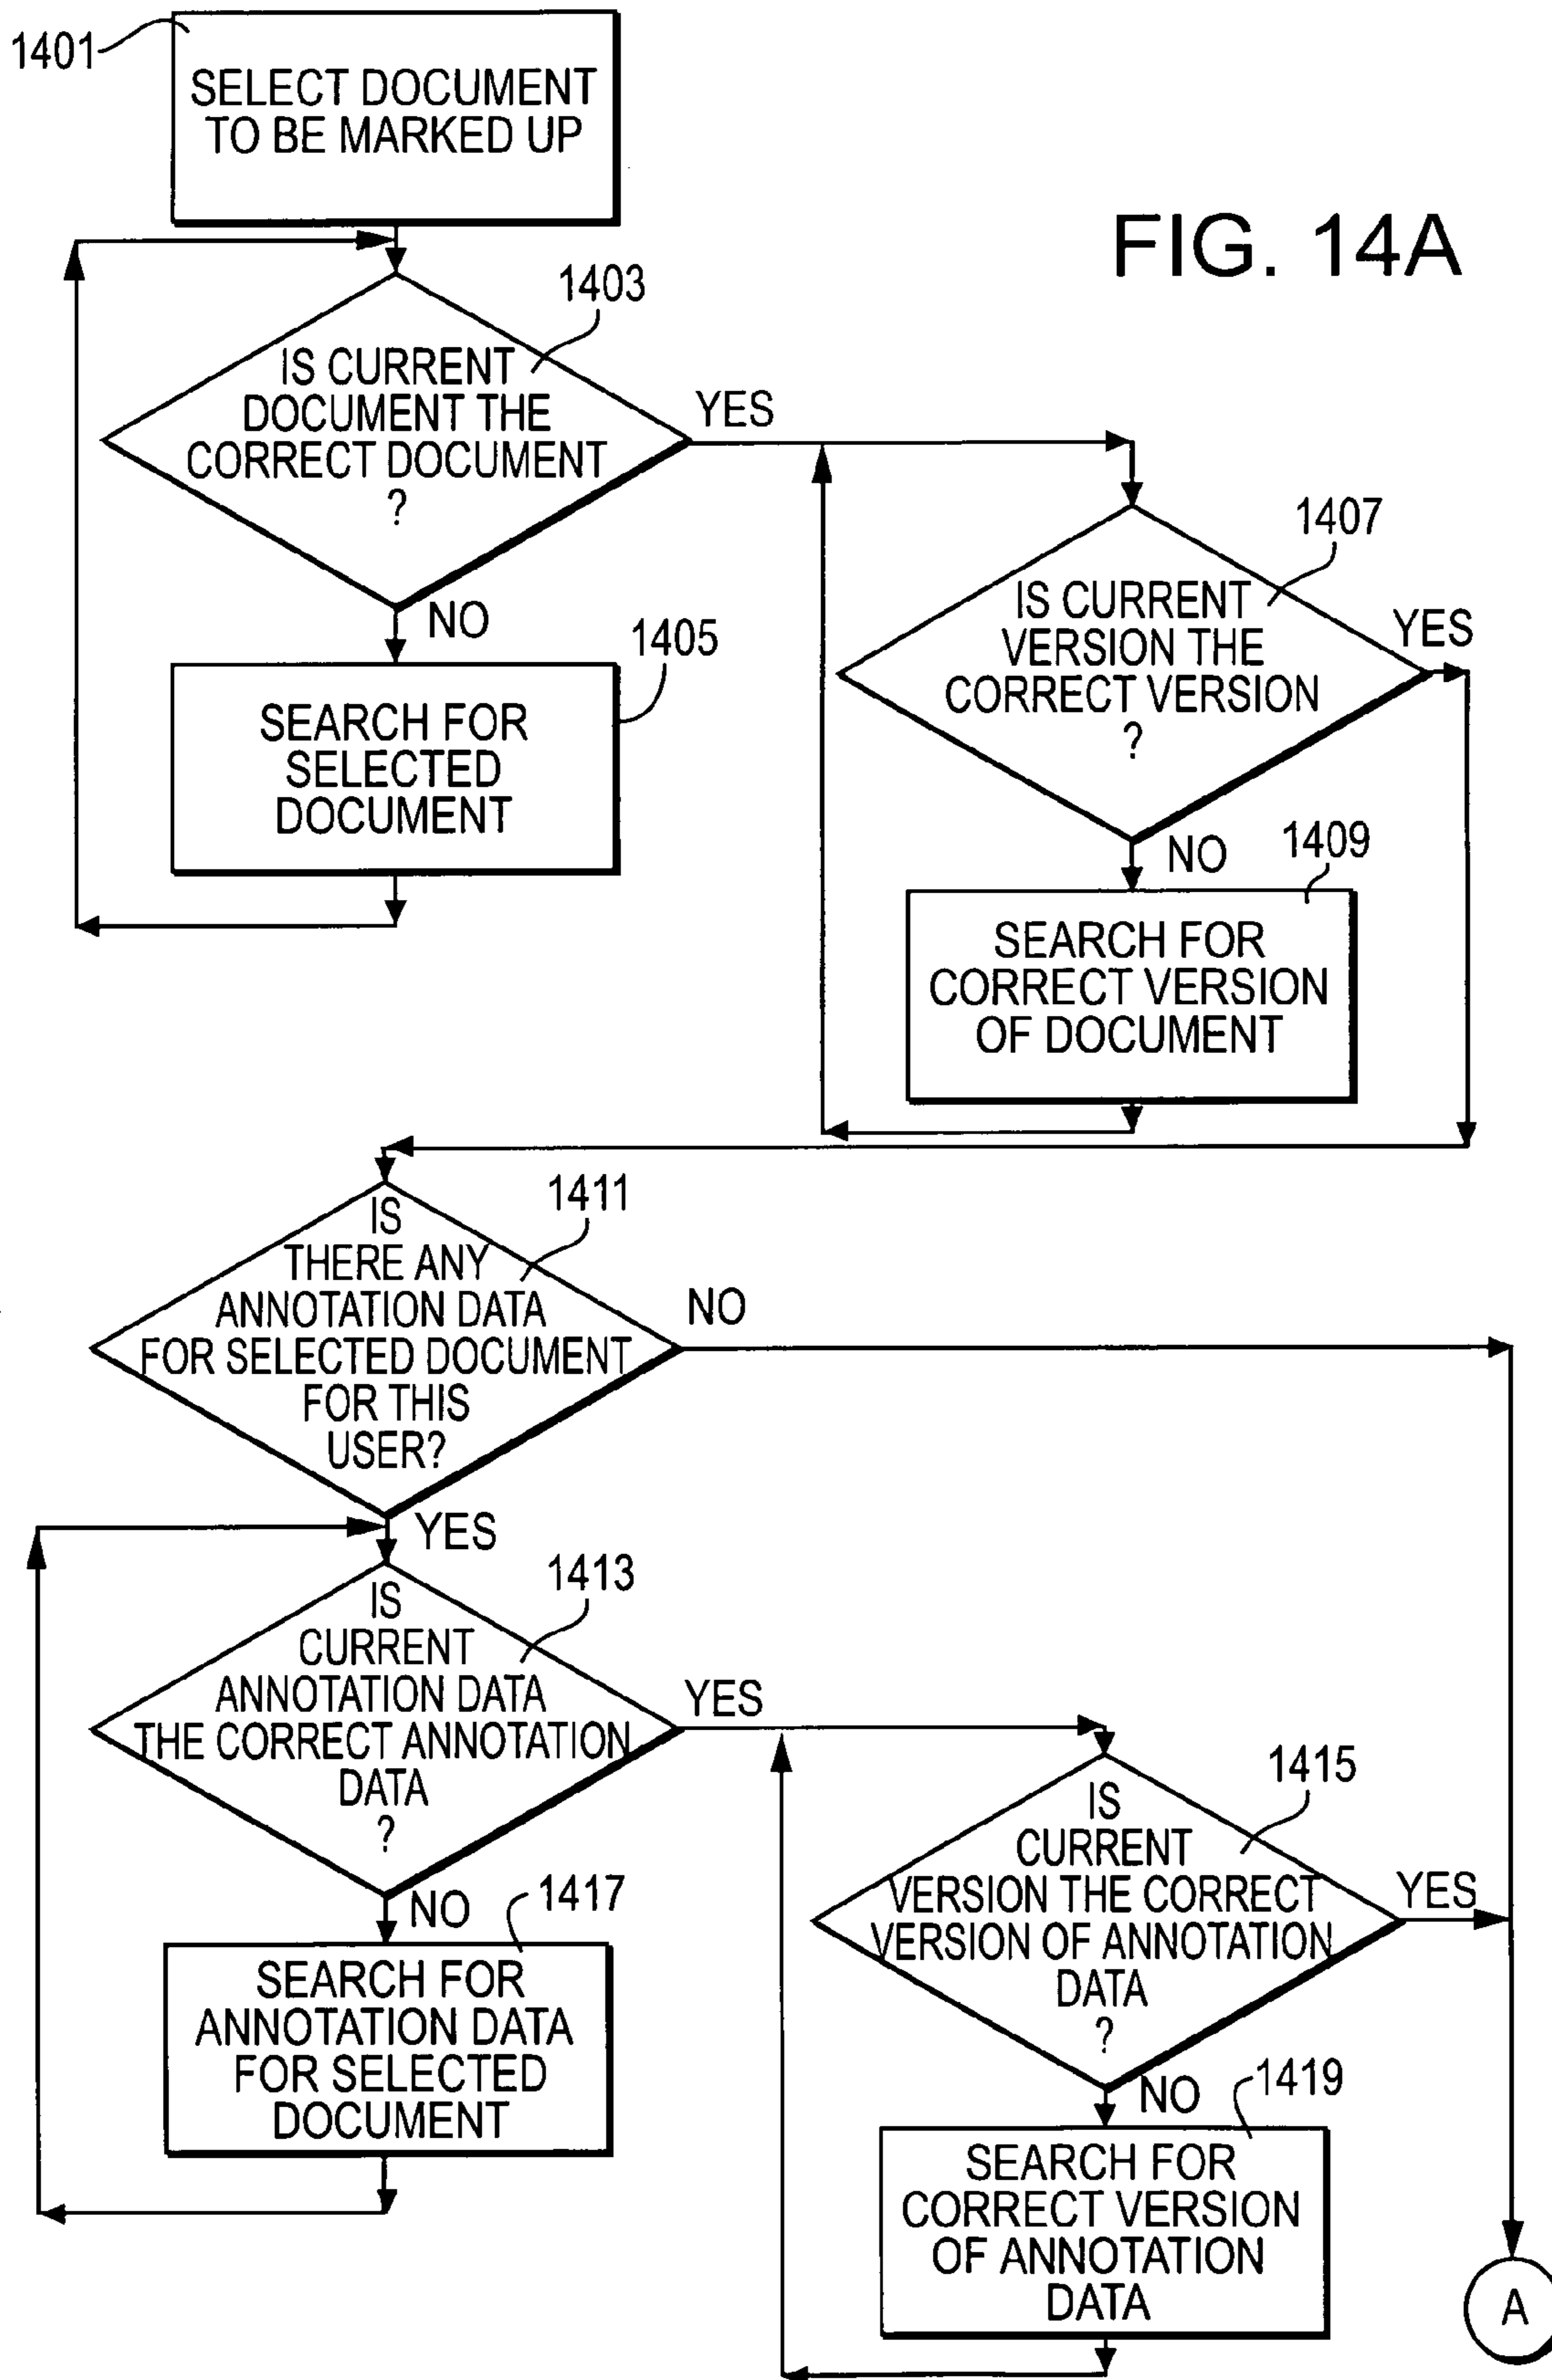 1401
SELECT DOCUMENT
TO BE MARKED UP
FIG. 14A
1403
IS CURRENT
DOCUMENT THE
CORRECT DOCUMENT
?
YES
NO
1405
SEARCH FOR
SELECTED
DOCUMENT
1407
IS CURRENT
VERSION THE
CORRECT VERSION
?
YES
NO
1409
SEARCH FOR
CORRECT VERSION
OF DOCUMENT
1411
IS
THERE ANY
ANNOTATION DATA
FOR SELECTED DOCUMENT
FOR THIS
USER?
NO
YES
1413
IS
CURRENT
ANNOTATION DATA
THE CORRECT ANNOTATION
DATA
?
YES
NO
1417
SEARCH FOR
ANNOTATION DATA
FOR SELECTED
DOCUMENT
1415
IS
CURRENT
VERSION THE CORRECT
VERSION OF ANNOTATION
DATA
?
YES
NO
1419
SEARCH FOR
CORRECT VERSION
OF ANNOTATION
DATA
A